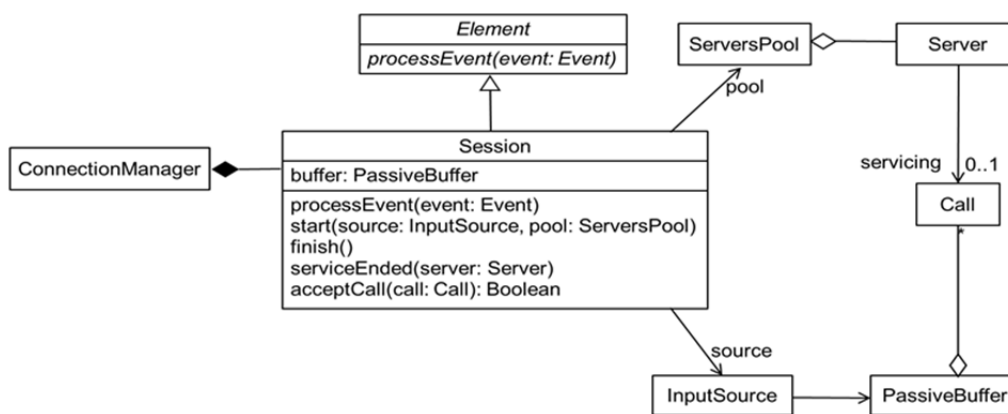 Element
processEvent(event: Event)
ServersPool
Server
pool
ConnectionManager
Session
buffer: PassiveBuffer
processEvent(event: Event)
start(source: InputSource, pool: ServersPool)
finish()
serviceEnded(server: Server)
acceptCall(call: Call): Boolean
servicing
0..1
Call
*
source
InputSource
PassiveBuffer